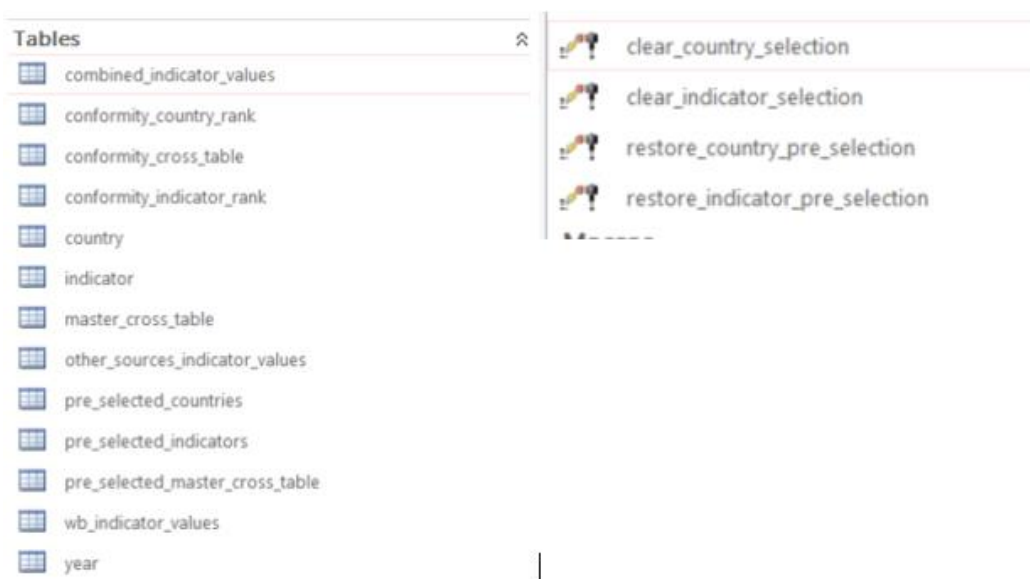 Tables
combined_indicator_values
conformity_country_rank
conformity_cross_table
conformity_indicator_rank
country
indicator
master_cross_table
other_sources_indicator_values
pre_selected_countries
pre_selected_indicators
pre_selected_master_cross_table
wb_indicator_values
year
clear_country_selection
clear_indicator_selection
restore_country_pre_selection
restore_indicator_pre_selection